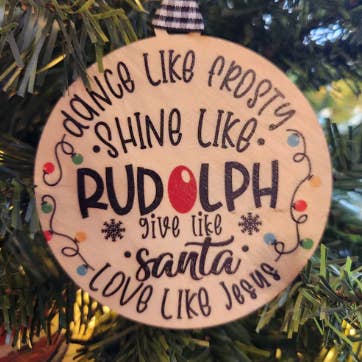 DANCE LIKE FROSTY
SHINE LIKE
RUDOLPH
give like
santa
LOVE LIKE Jesus